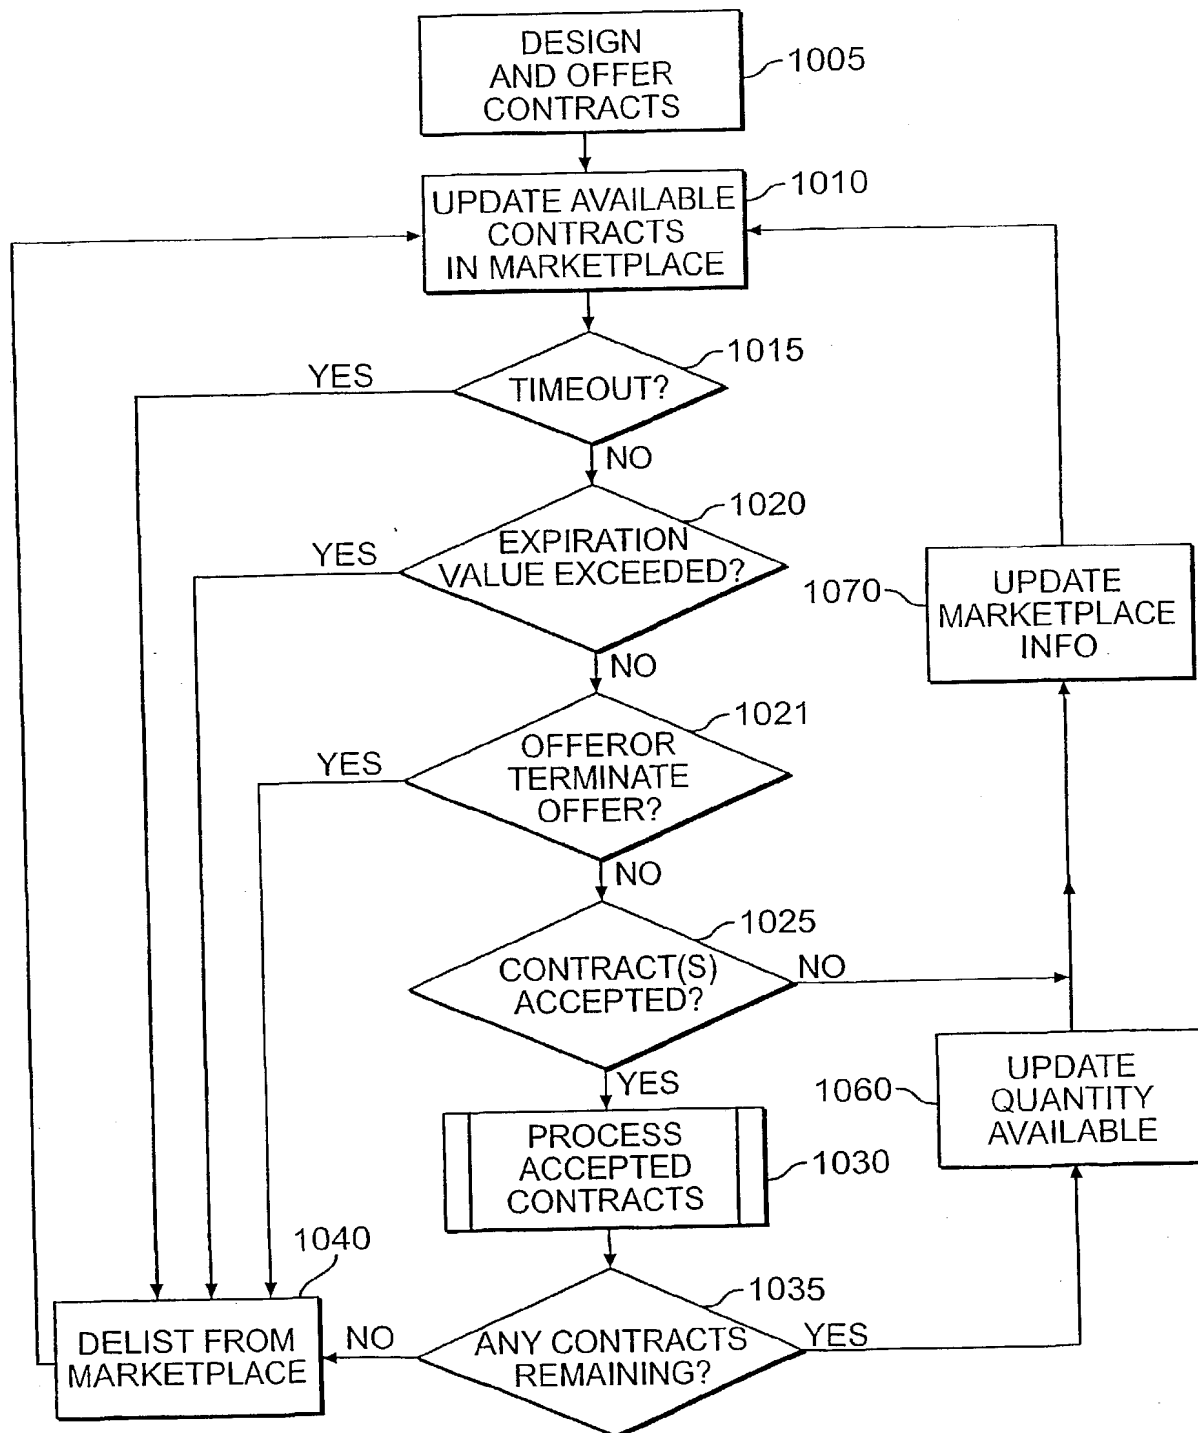 DESIGN
AND OFFER
CONTRACTS
1005
UPDATE AVAILABLE
CONTRACTS
IN MARKETPLACE
1010
TIMEOUT?
1015
YES
NO
EXPIRATION
VALUE EXCEEDED?
1020
YES
NO
UPDATE
MARKETPLACE
INFO
1070
OFFEROR
TERMINATE
OFFER?
1021
YES
NO
CONTRACT(S)
ACCEPTED?
1025
NO
YES
UPDATE
QUANTITY
AVAILABLE
1060
PROCESS
ACCEPTED
CONTRACTS
1030
1040
DELIST FROM
MARKETPLACE
NO
ANY CONTRACTS
REMAINING?
1035
YES